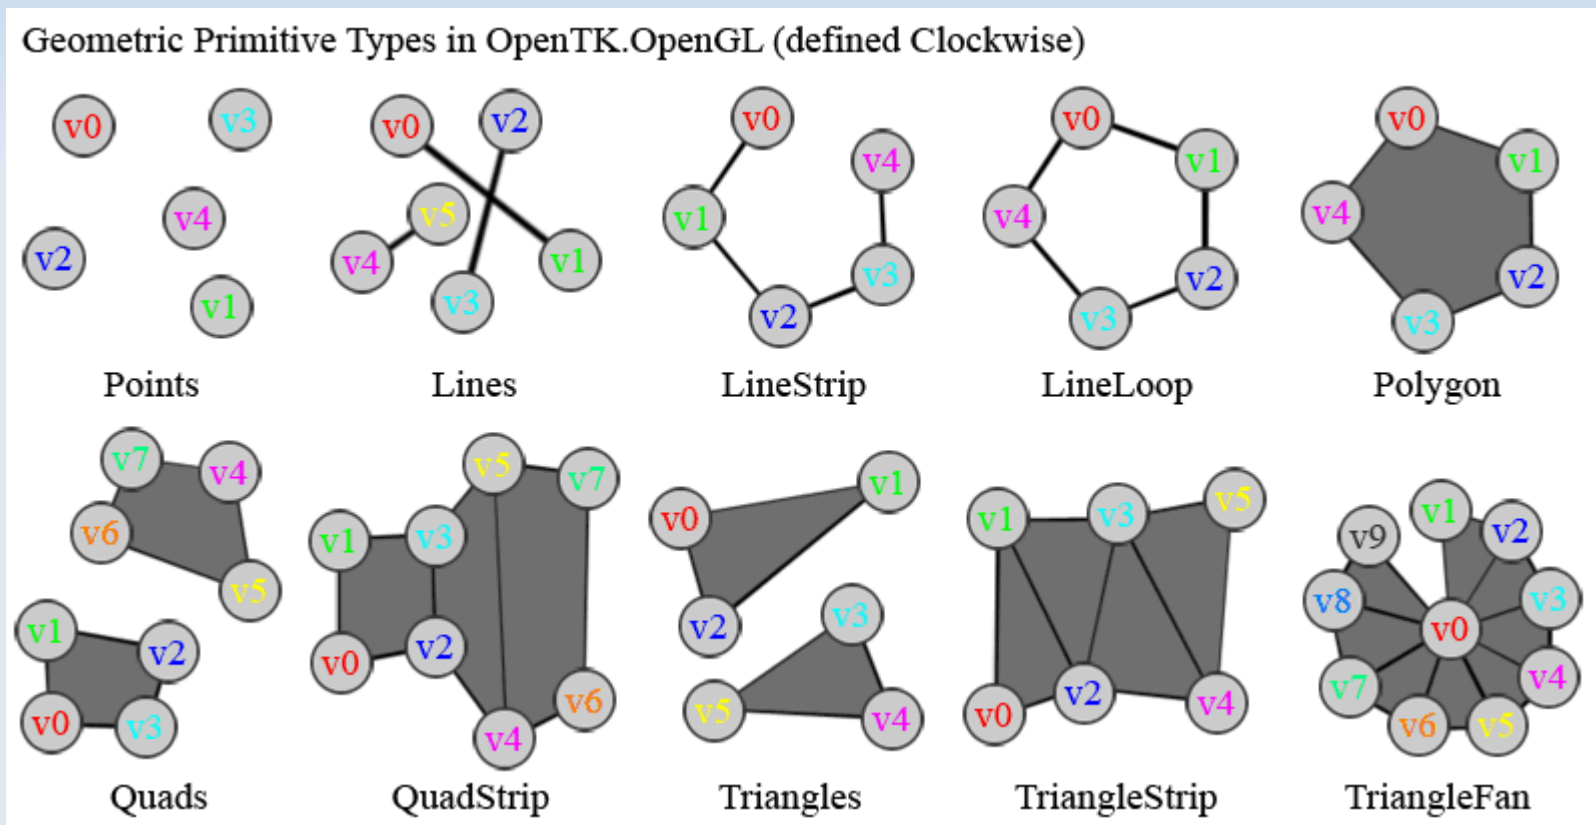 Geometric Primitive Types in OpenTK.OpenGL (defined Clockwise)
v0 v3 v4 v2 v1
Points
v0 v2 v5 v4 v1 v3
Lines
v0 v4 v1 v3 v2
LineStrip
v0 v1 v4 v2 v3
LineLoop
v0 v1 v4 v2 v3
Polygon
v7 v4 v6 v5 v1 v2 v0 v3
Quads
v5 v7 v1 v3 v2 v0 v6 v4
QuadStrip
v1 v0 v2 v3 v5 v4
Triangles
v5 v1 v3 v2 v4 v0
TriangleStrip
v1 v2 v9 v3 v8 v0 v4 v7 v6 v5
TriangleFan